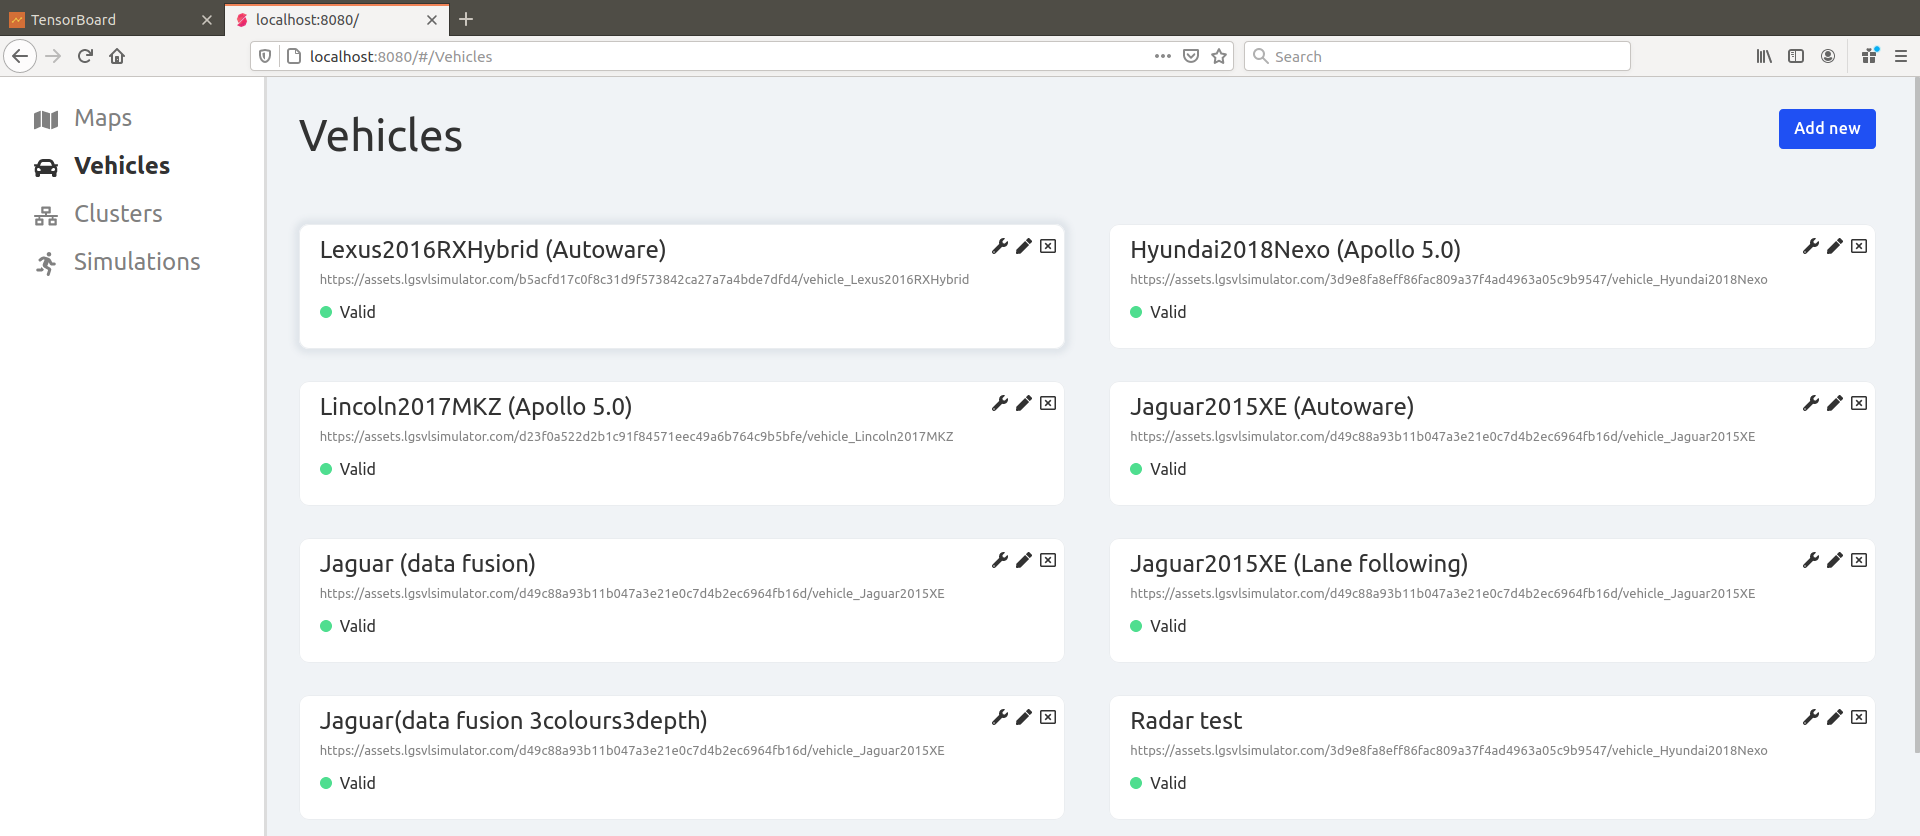 TensorBoard
localhost:8080/
localhost:8080/#/Vehicles
Search
Maps
Vehicles
Clusters
Simulations
Vehicles
Add new
Lexus2016RXHybrid (Autoware)
https://assets.lgsvlsimulator.com/b5acfd17c0f8c31d9f573842ca27a7a4bde7dfd4/vehicle_Lexus2016RXHybrid
Valid
Hyundai2018Nexo (Apollo 5.0)
https://assets.lgsvlsimulator.com/3d9e8fa8eff86fac809a37f4ad4963a05c9b9547/vehicle_Hyundai2018Nexo
Valid
Lincoln2017MKZ (Apollo 5.0)
https://assets.lgsvlsimulator.com/d23f0a522d2b1c91f84571eec49a6b764c9b5bfe/vehicle_Lincoln2017MKZ
Valid
Jaguar2015XE (Autoware)
https://assets.lgsvlsimulator.com/d49c88a93b11b047a3e21e0c7d4b2ec6964fb16d/vehicle_Jaguar2015XE
Valid
Jaguar (data fusion)
https://assets.lgsvlsimulator.com/d49c88a93b11b047a3e21e0c7d4b2ec6964fb16d/vehicle_Jaguar2015XE
Valid
Jaguar2015XE (Lane following)
https://assets.lgsvlsimulator.com/d49c88a93b11b047a3e21e0c7d4b2ec6964fb16d/vehicle_Jaguar2015XE
Valid
Jaguar(data fusion 3colours3depth)
https://assets.lgsvlsimulator.com/d49c88a93b11b047a3e21e0c7d4b2ec6964fb16d/vehicle_Jaguar2015XE
Valid
Radar test
https://assets.lgsvlsimulator.com/3d9e8fa8eff86fac809a37f4ad4963a05c9b9547/vehicle_Hyundai2018Nexo
Valid